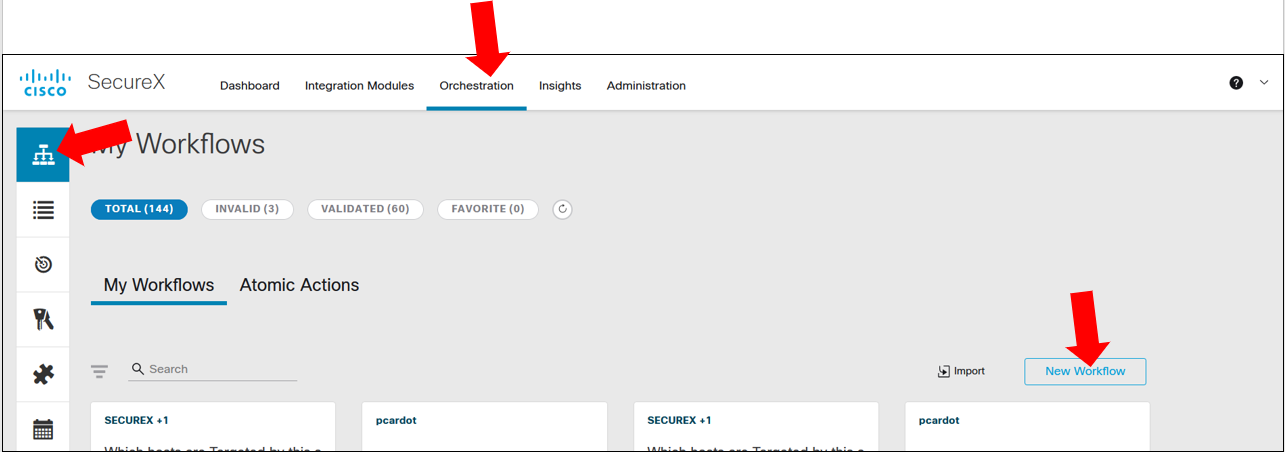 CISCO SecureX Dashboard Integration Modules Orchestration Insights Administration ?
My Workflows
TOTAL (144) INVALID (3) VALIDATED (60) FAVORITE (0)
My Workflows Atomic Actions
Search Import New Workflow
SECUREX +1 pcardot SECUREX +1 pcardot
Which hosts are Targeted by this Which hosts are Targeted by this